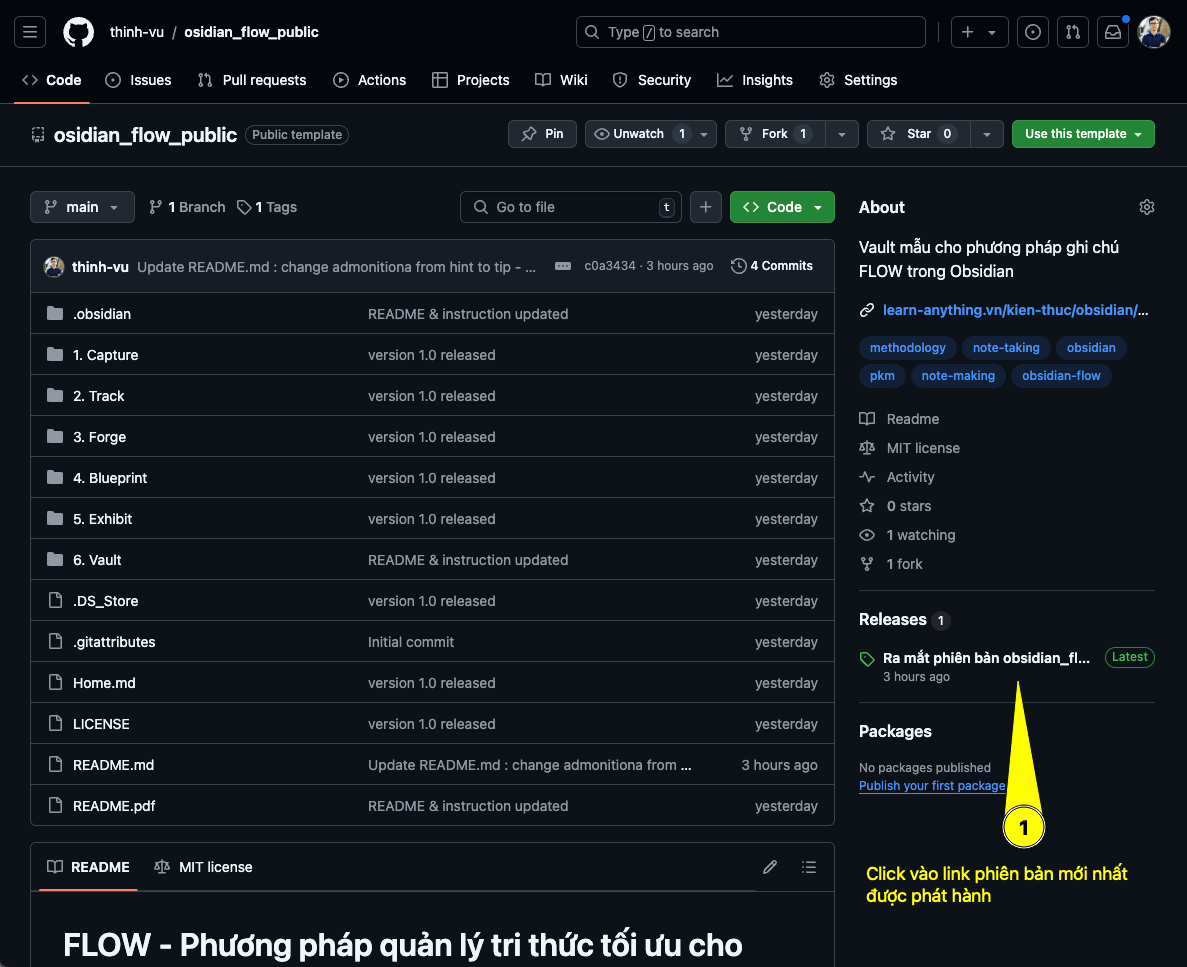 thinh-vu / osidian_flow_public
Type / to search
Code Issues Pull requests Actions Projects Wiki Security Insights Settings
osidian_flow_public Public template
Pin Unwatch 1 Fork 1 Star 0 Use this template
main 1 Branch 1 Tags Go to file t Code
thinh-vu Update README.md : change admonitiona from hint to tip - ... c0a3434 · 3 hours ago 4 Commits
.obsidian README & instruction updated yesterday
1. Capture version 1.0 released yesterday
2. Track version 1.0 released yesterday
3. Forge version 1.0 released yesterday
4. Blueprint version 1.0 released yesterday
5. Exhibit version 1.0 released yesterday
6. Vault README & instruction updated yesterday
.DS_Store version 1.0 released yesterday
.gitattributes Initial commit yesterday
Home.md version 1.0 released yesterday
LICENSE version 1.0 released yesterday
README.md Update README.md : change admonitiona from ... 3 hours ago
README.pdf README & instruction updated yesterday
README MIT license
FLOW - Phương pháp quản lý tri thức tối ưu cho
About
Vault mẫu cho phương pháp ghi chú
FLOW trong Obsidian
learn-anything.vn/kien-thuc/obsidian/...
methodology note-taking obsidian
pkm note-making obsidian-flow
Readme
MIT license
Activity
0 stars
1 watching
1 fork
Releases 1
Ra mắt phiên bản obsidian_fl... Latest
3 hours ago
Packages
No packages published
Publish your first package
1
Click vào link phiên bản mới nhất
được phát hành